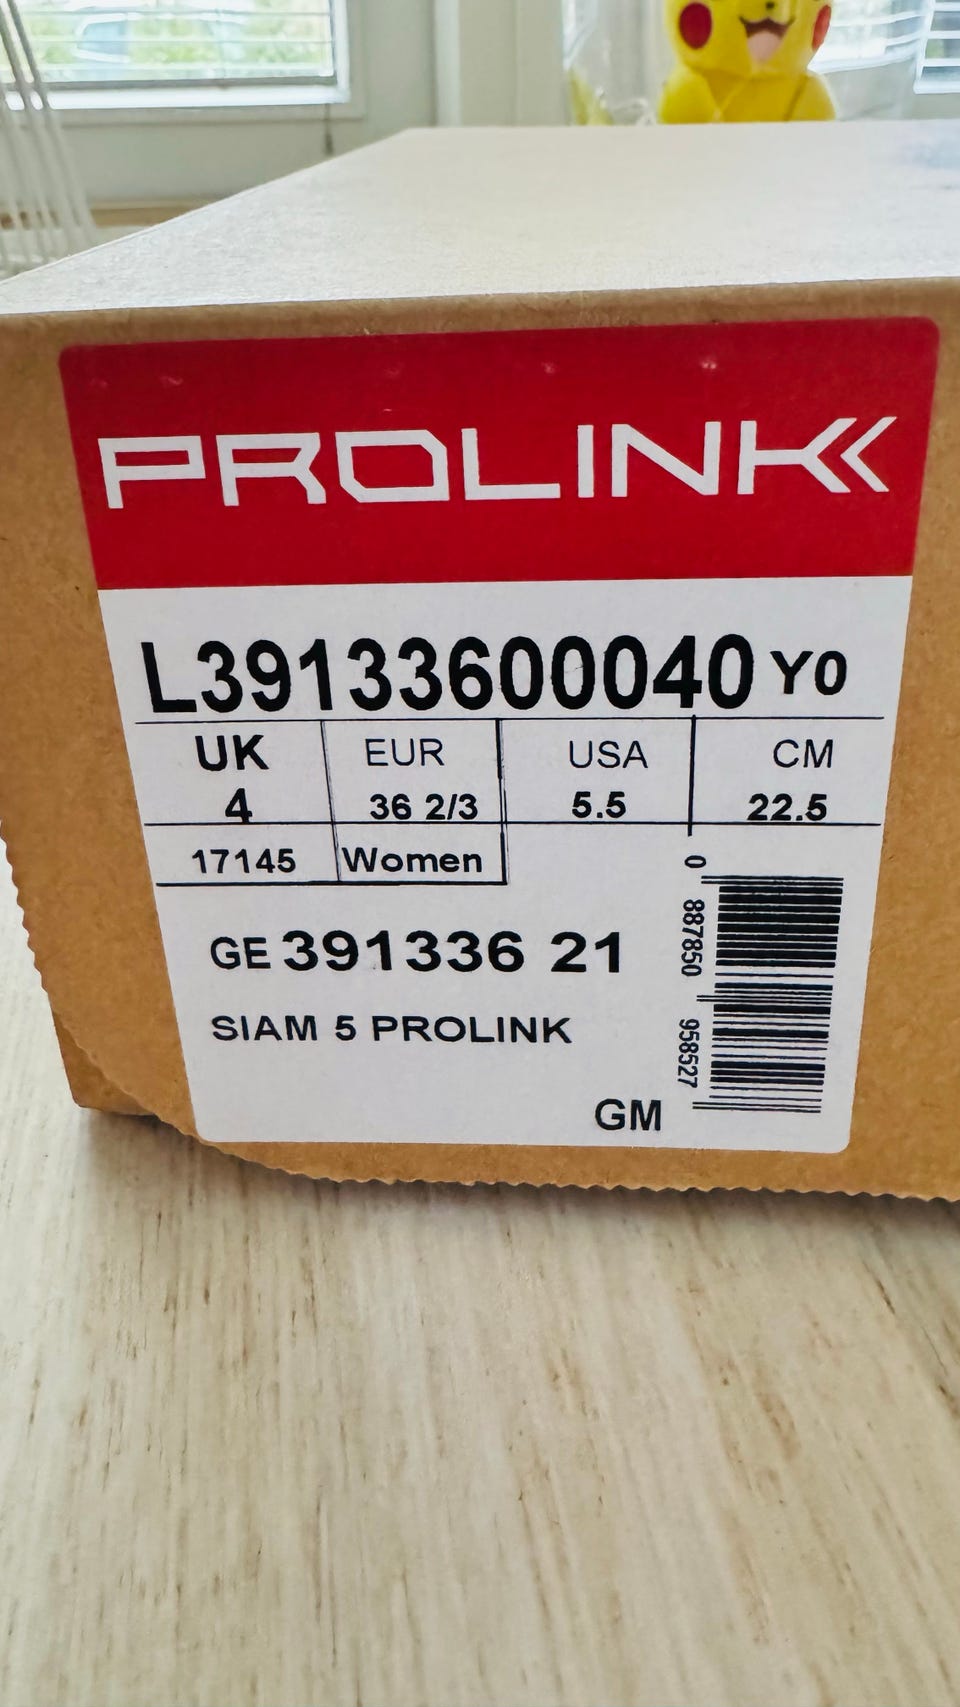 PROLINK
L39133600040 Y0
UK EUR USA CM
4 36 2/3 5.5 22.5
17145 Women
GE 391336 21
SIAM 5 PROLINK
GM
0 887850 958527